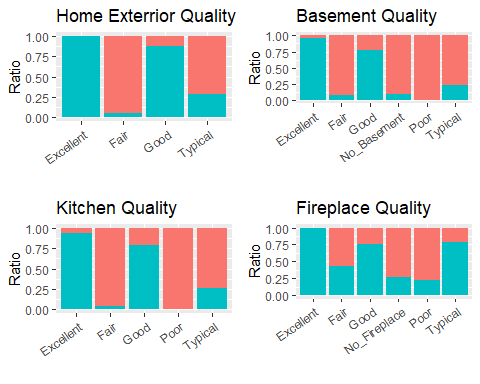 Home Exterrior Quality
Ratio
1.00
0.75
0.50
0.25
0.00
Excellent
Fair
Good
Typical
Basement Quality
Ratio
1.00
0.75
0.50
0.25
0.00
Excellent
Fair
Good
No_Basement
Poor
Typical
Kitchen Quality
Ratio
1.00
0.75
0.50
0.25
0.00
Excellent
Fair
Good
Poor
Typical
Fireplace Quality
Ratio
1.00
0.75
0.50
0.25
0.00
Excellent
Fair
Good
No_Fireplace
Poor
Typical